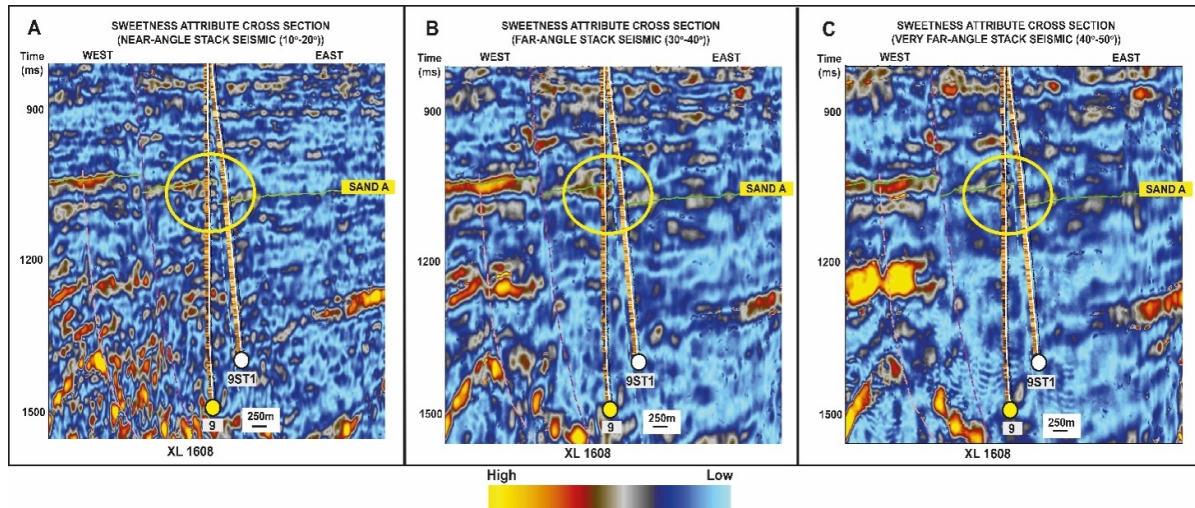 A
SWEETNESS ATTRIBUTE CROSS SECTION
(NEAR-ANGLE STACK SEISMIC (10°-20°))
Time
(ms)
WEST
EAST
900
1200
1500
SAND A
9ST1
9
250m
XL 1608
B
SWEETNESS ATTRIBUTE CROSS SECTION
(FAR-ANGLE STACK SEISMIC (30°-40°))
Time
(ms)
WEST
EAST
900
1200
1500
SAND A
9ST1
9
250m
XL 1608
C
SWEETNESS ATTRIBUTE CROSS SECTION
(VERY FAR-ANGLE STACK SEISMIC (40°-50°))
Time
(ms)
WEST
EAST
900
1200
1500
SAND A
9ST1
9
250m
XL 1608
High
Low